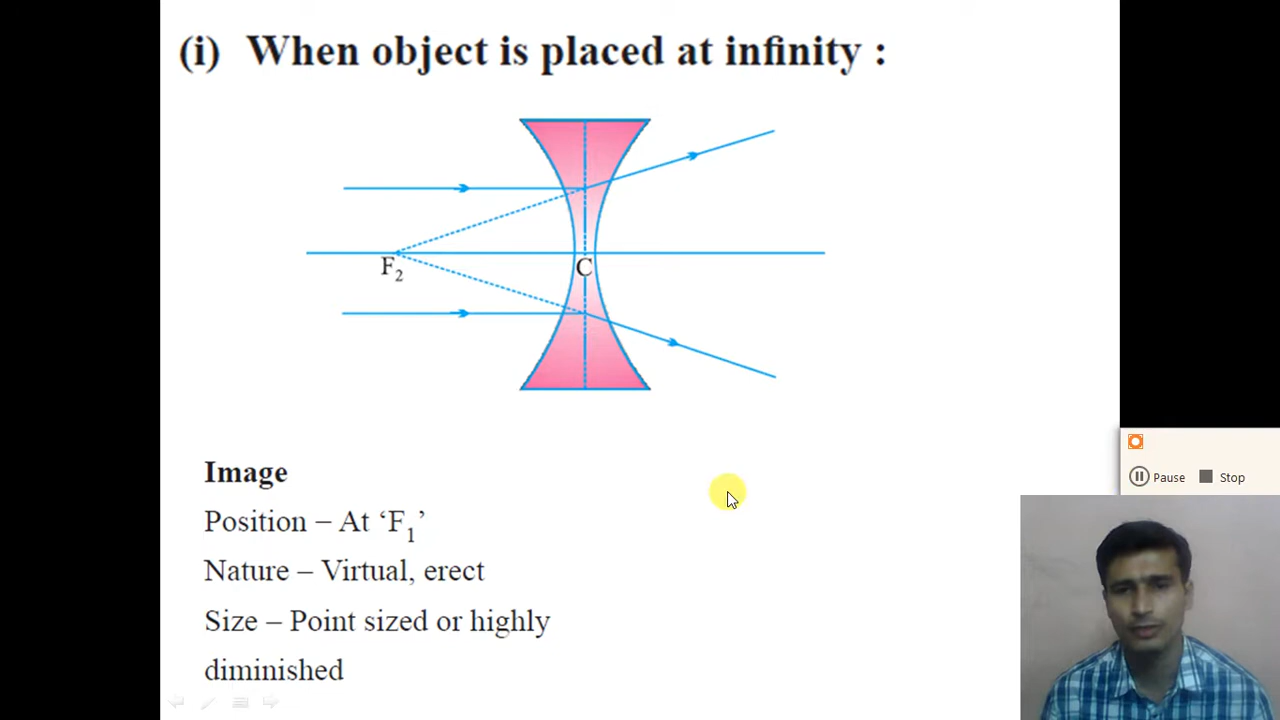 (i) When object is placed at infinity :
F₂
C
Image
Position – At ‘F₁’
Nature – Virtual, erect
Size – Point sized or highly
diminished
Pause Stop